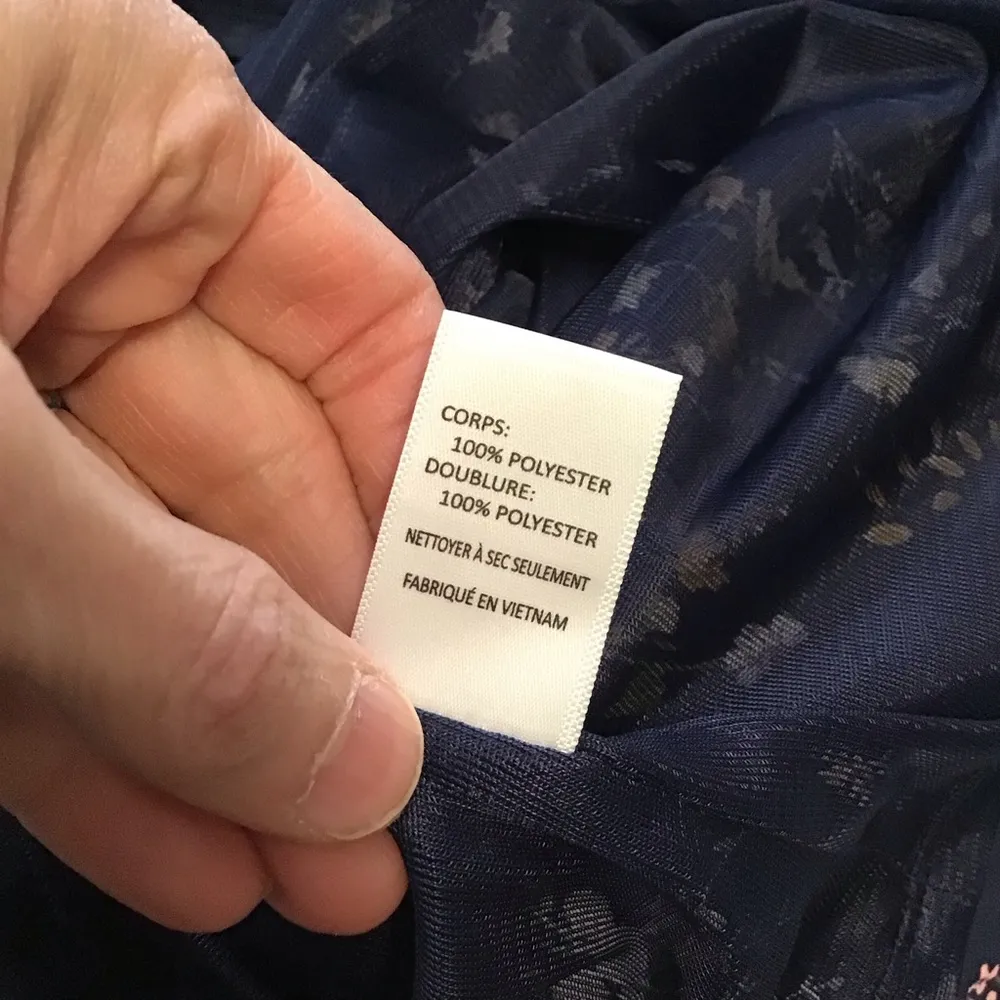 CORPS:
100% POLYESTER
DOUBLURE:
100% POLYESTER
NETTOYER À SEC SEULEMENT
FABRIQUÉ EN VIETNAM